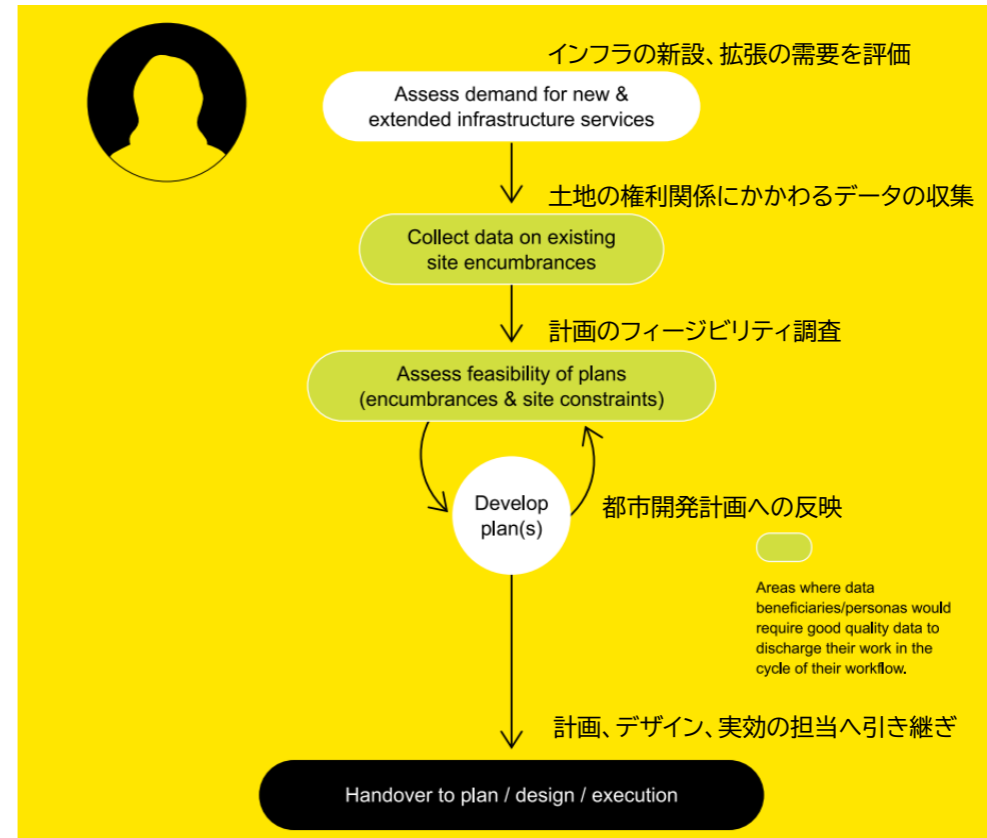 インフラの新設、拡張の需要を評価
Assess demand for new &
extended infrastructure services
土地の権利関係にかかわるデータの収集
Collect data on existing
site encumbrances
計画のフィージビリティ調査
Assess feasibility of plans
(encumbrances & site constraints)
Develop
plan(s)
都市開発計画への反映
Areas where data
beneficiaries/personas would
require good quality data to
discharge their work in the
cycle of their workflow.
計画、デザイン、実効の担当へ引き継ぎ
Handover to plan / design / execution